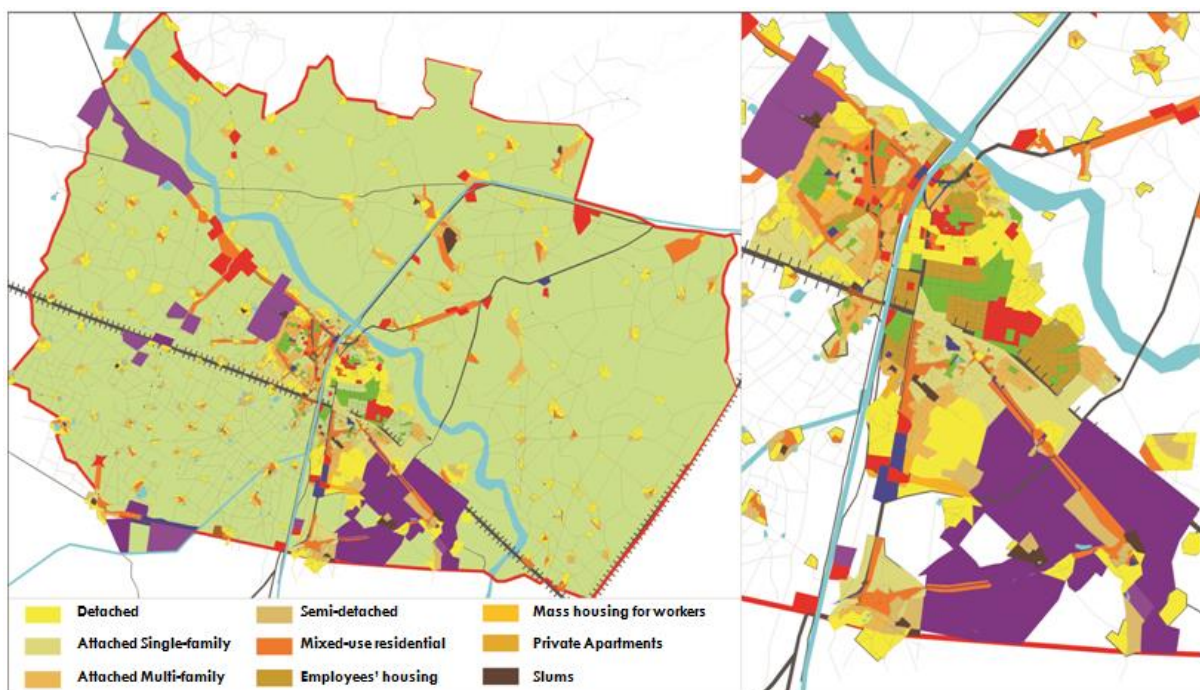 Detached
Semi-detached
Mass housing for workers
Attached Single-family
Mixed-use residential
Private Apartments
Attached Multi-family
Employees' housing
Slums